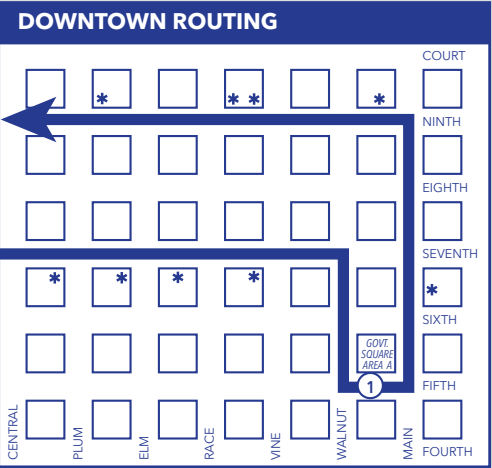 DOWNTOWN ROUTING
COURT
*
* *
*
NINTH
EIGHTH
SEVENTH
*
*
*
*
*
SIXTH
GOVT.
SQUARE
AREA A
1
FIFTH
CENTRAL
PLUM
ELM
RACE
VINE
WALNUT
MAIN
FOURTH